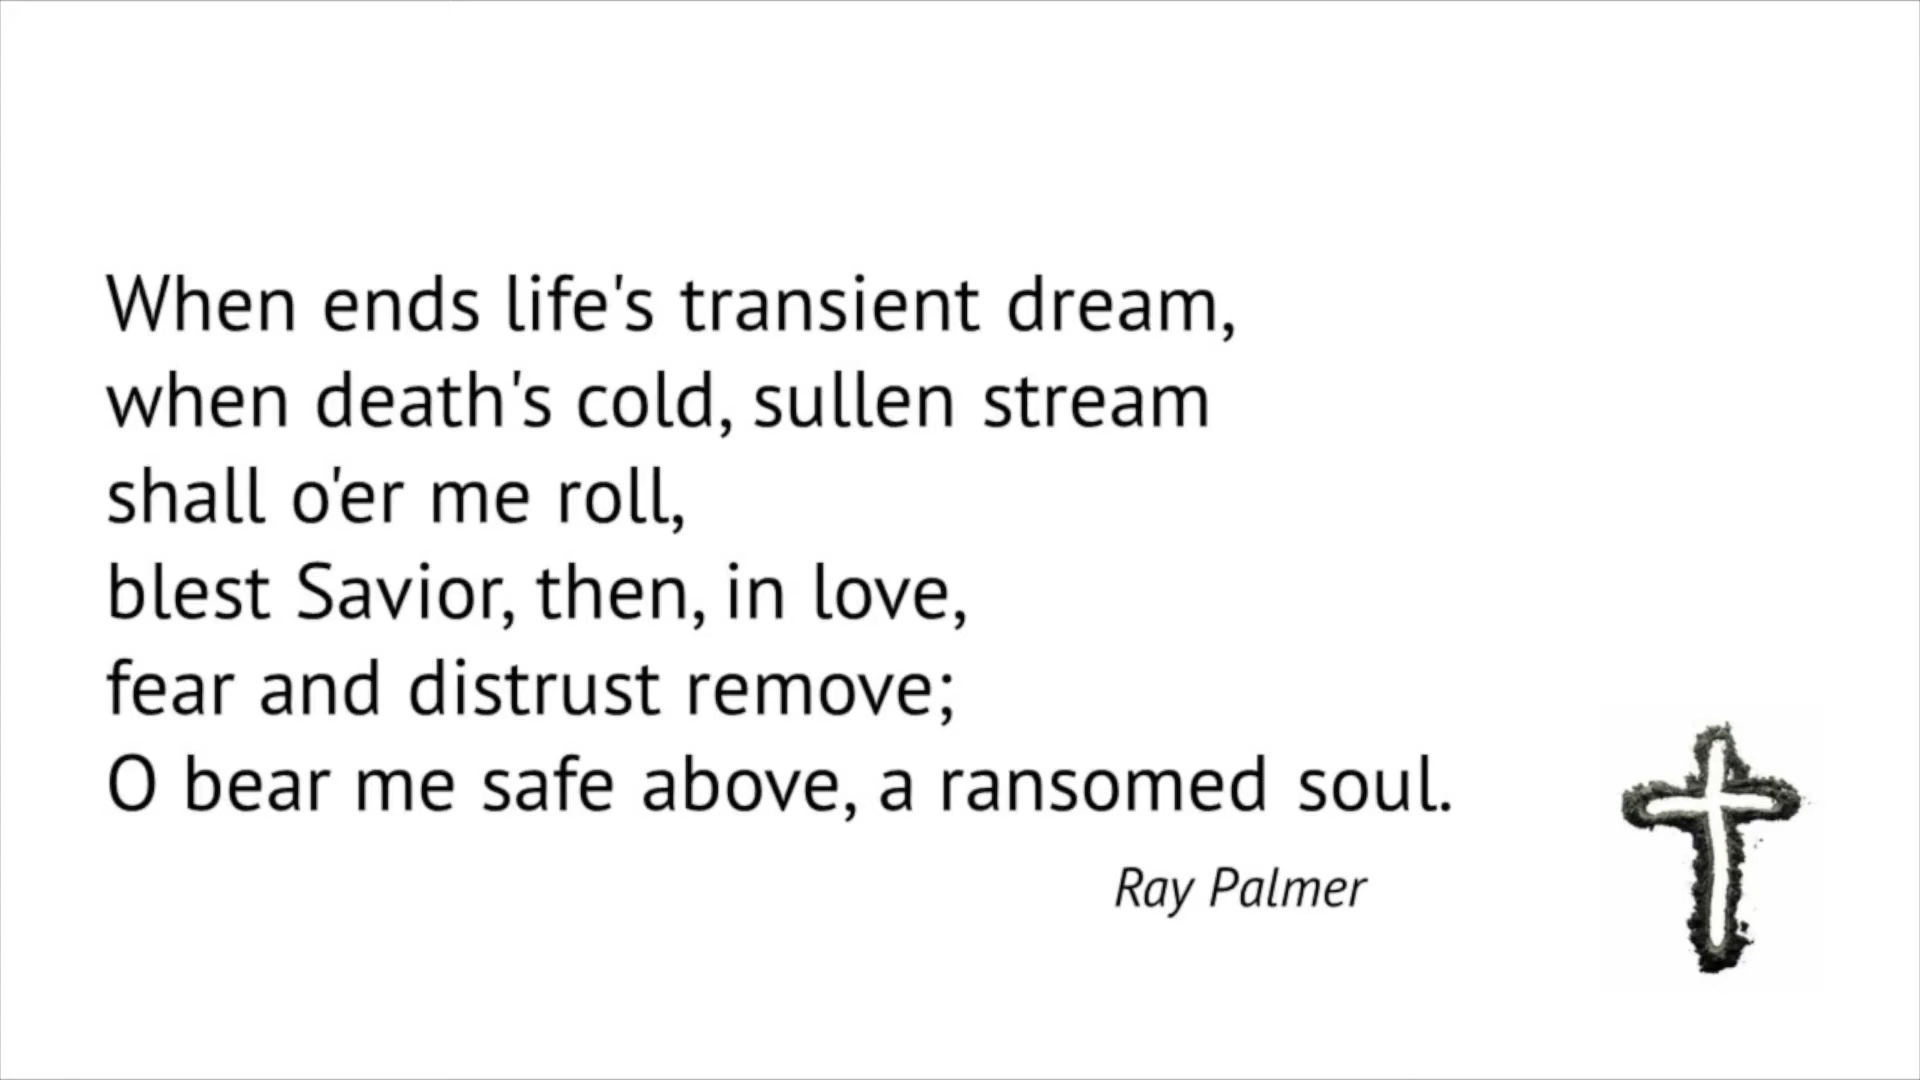 When ends life's transient dream,
when death's cold, sullen stream
shall o'er me roll,
blest Savior, then, in love,
fear and distrust remove;
O bear me safe above, a ransomed soul.
Ray Palmer